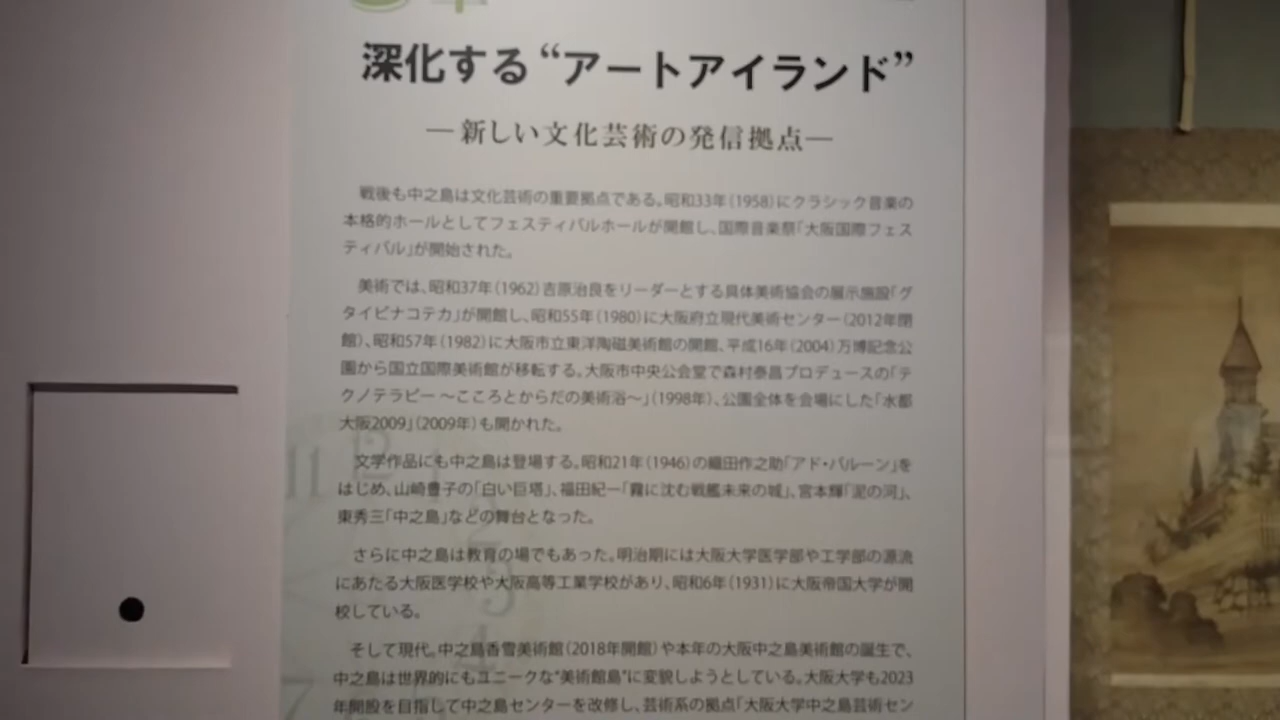 深化する“アートアイランド”
―新しい文化芸術の発信拠点―
戦後も中之島は文化芸術の重要拠点である。昭和33年(1958)にクラシック音楽の
本格的ホールとしてフェスティバルホールが開館し、国際音楽祭「大阪国際フェス
ティバル」が開始された。
美術では、昭和37年(1962)吉原治良をリーダーとする具体美術協会の展示施設「グ
タイピナコテカ」が開館し、昭和55年(1980)に大阪府立現代美術センター(2012年閉
館)、昭和57年(1982)に大阪市立東洋陶磁美術館の開館、平成16年(2004)万博記念公
園から国立国際美術館が移転する。大阪市中央公会堂で森村泰昌プロデュースの「テ
クノテラピー ～こころとからだの美術浴～」(1998年)、公園全体を会場にした「水都
大阪2009」(2009年)も開かれた。
文学作品にも中之島は登場する。昭和21年(1946)の織田作之助「アド・バルーン」を
はじめ、山崎豊子の「白い巨塔」、福田紀一「霧に沈む戦艦未来の城」、宮本輝「泥の河」、
東秀三「中之島」などの舞台となった。
さらに中之島は教育の場でもあった。明治期には大阪大学医学部や工学部の源流
にあたる大阪医学校や大阪高等工業学校があり、昭和6年(1931)に大阪帝国大学が開
校している。
そして現代。中之島香雪美術館(2018年開館)や本年の大阪中之島美術館の誕生で、
中之島は世界的にもユニークな“美術館島”に変貌しようとしている。大阪大学も2023
年開設を目指して中之島センターを改修し、芸術系の拠点「大阪大学中之島芸術セン
11
12
1
2
3
4
7